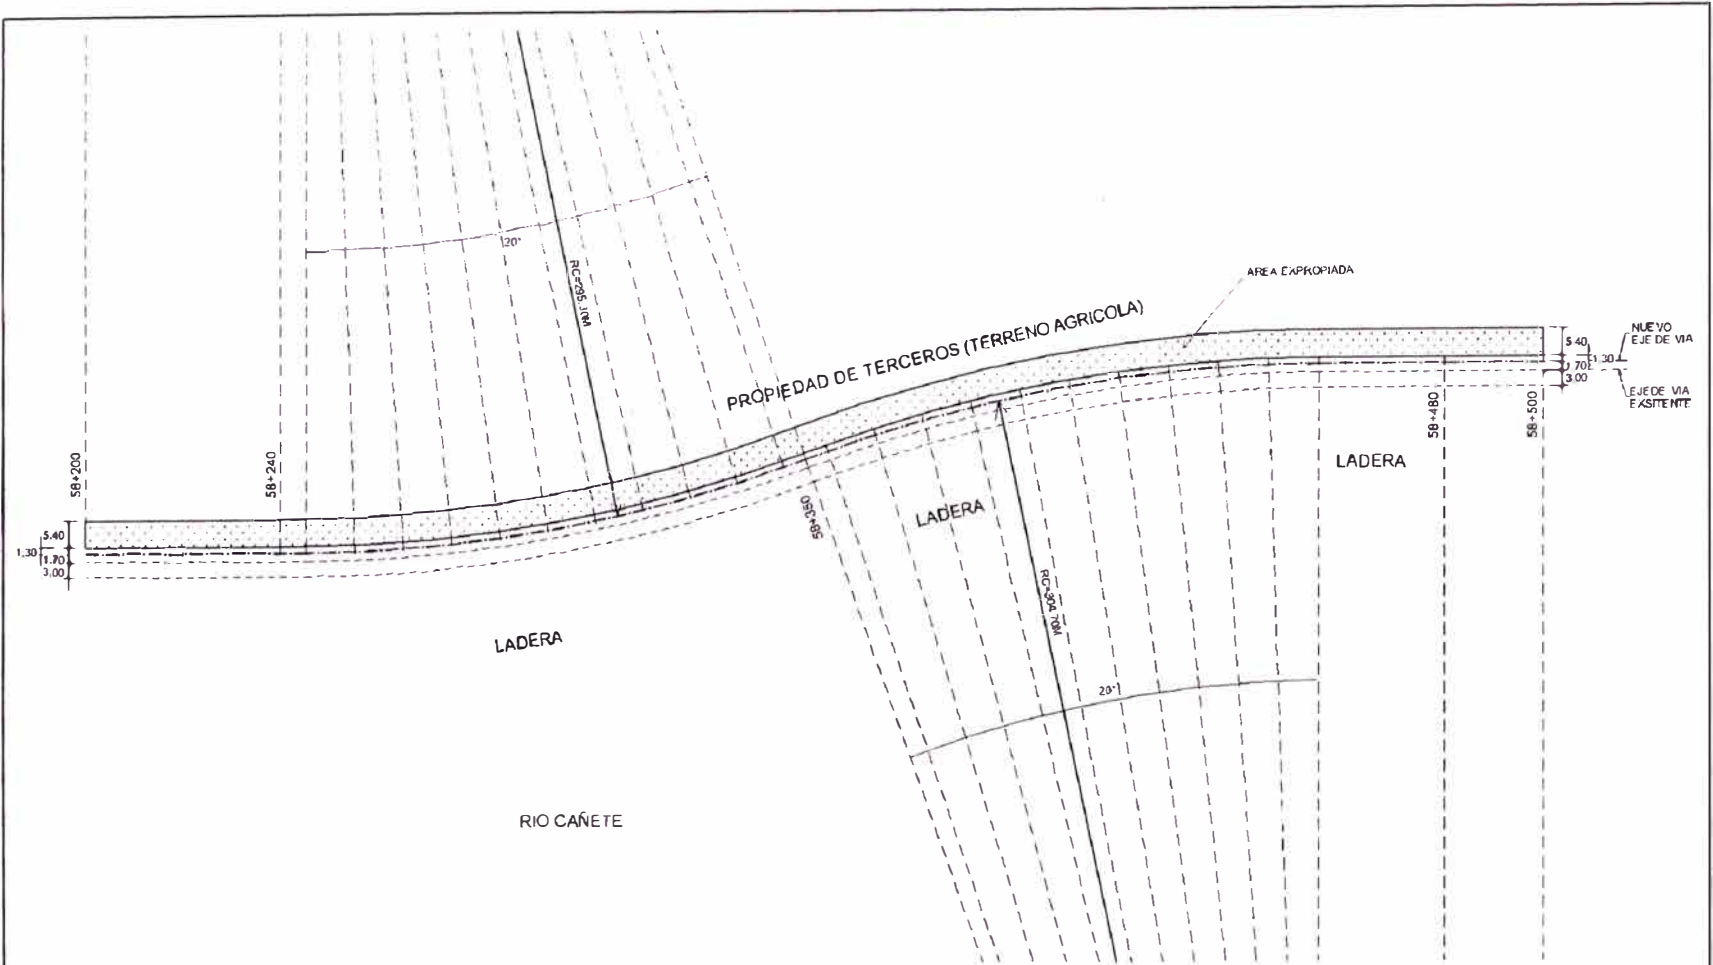 20°
RC=295.30M
AREA EXPROPIADA
PROPIEDAD DE TERCEROS (TERRENO AGRICOLA)
NUEVO
EJE DE VIA
5.40
1.30
1.70
3.00
EJE DE VIA
EXSITENTE
58+200
58+240
58+480
58+500
LADERA
5.40
1.30
1.70
3.00
58+350
LADERA
RC=304.70M
LADERA
20°
RIO CAÑETE